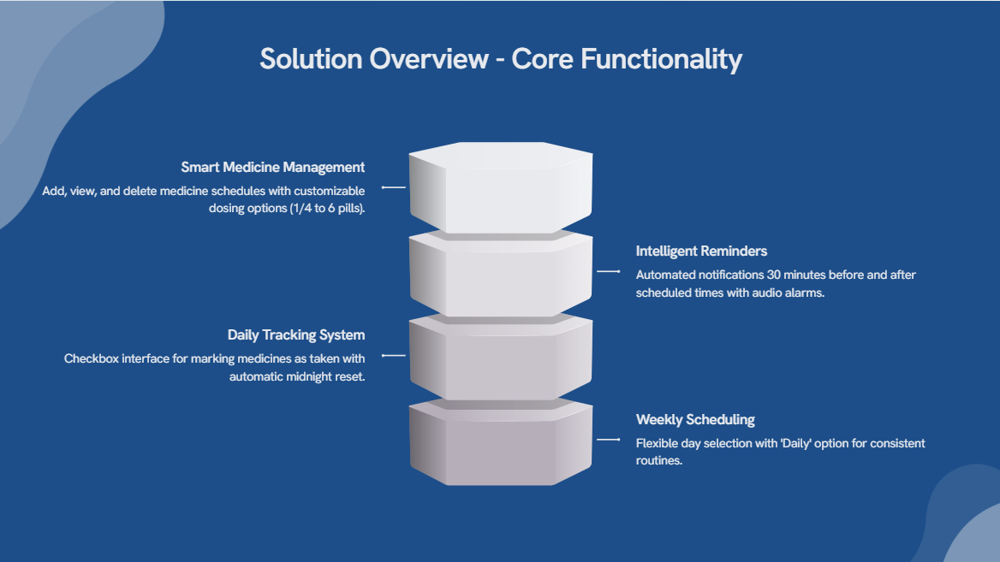 Solution Overview - Core Functionality
Smart Medicine Management
Add, view, and delete medicine schedules with customizable
dosing options (1/4 to 6 pills).
Intelligent Reminders
Automated notifications 30 minutes before and after
scheduled times with audio alarms.
Daily Tracking System
Checkbox interface for marking medicines as taken with
automatic midnight reset.
Weekly Scheduling
Flexible day selection with 'Daily' option for consistent
routines.